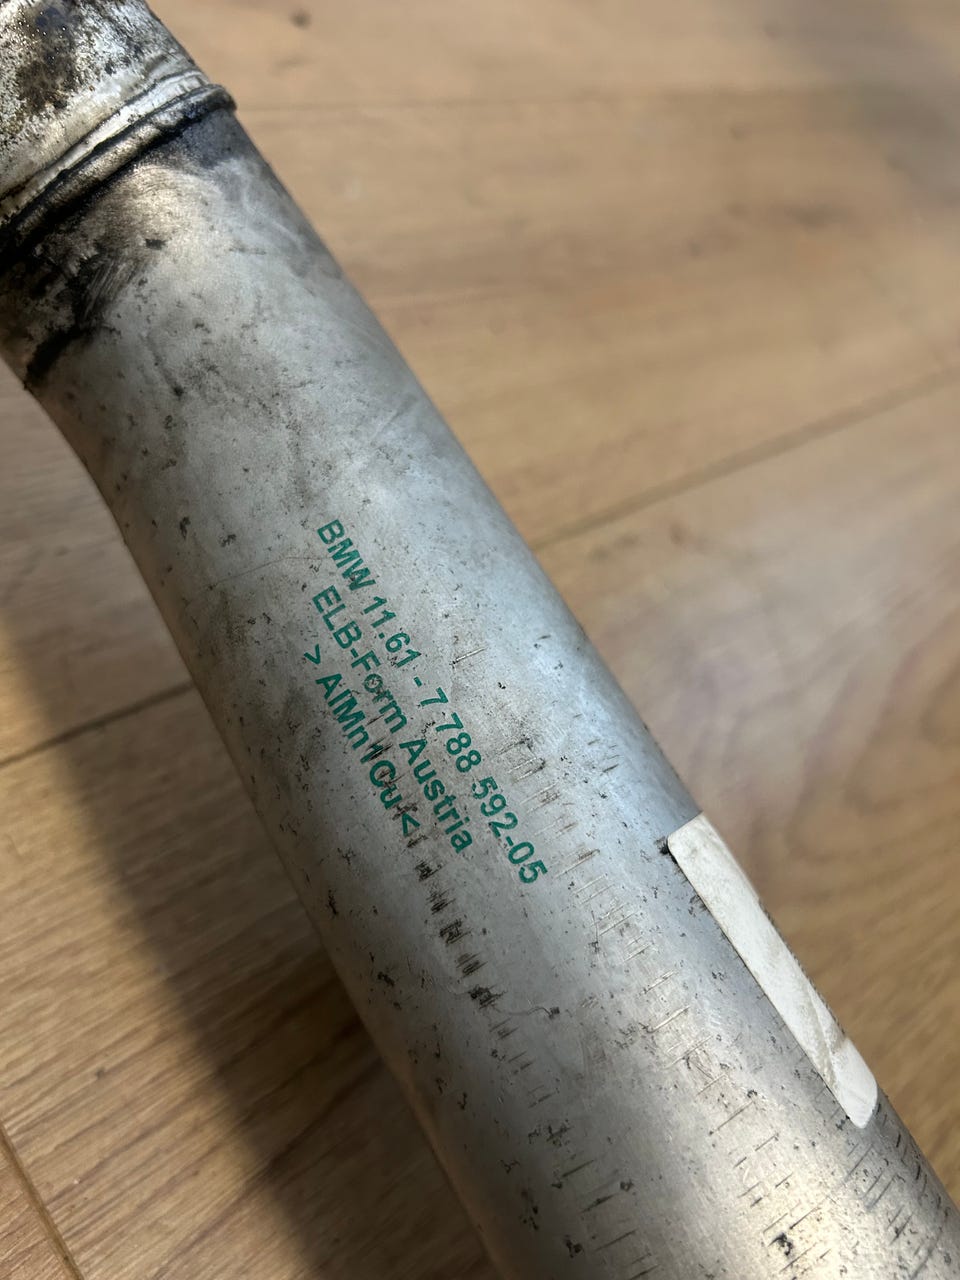 BMW 11.61 - 7 788 592-05
ELB-Form Austria
> AlMn1Cu <